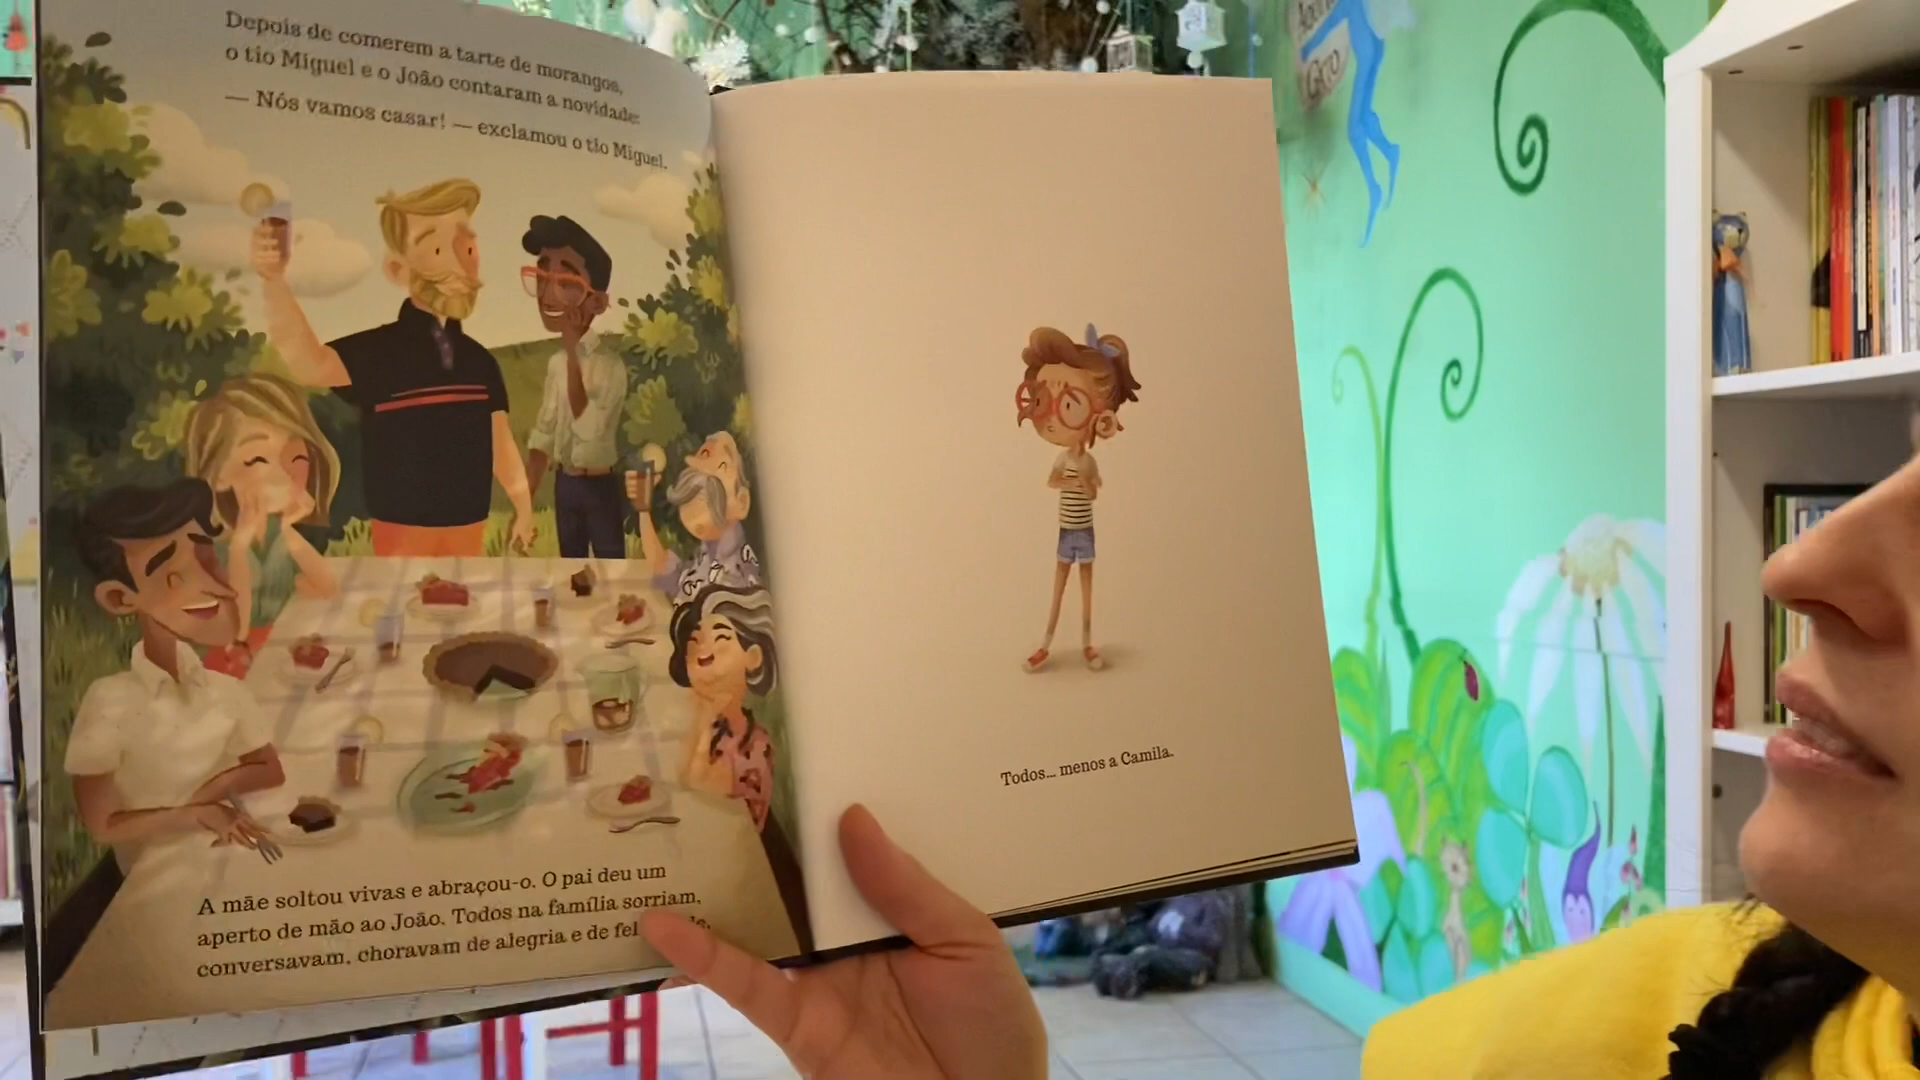 Depois de comerem a tarte de morangos,
o tio Miguel e o João contaram a novidade:
— Nós vamos casar! — exclamou o tio Miguel.
A mãe soltou vivas e abraçou-o. O pai deu um
aperto de mão ao João. Todos na família sorriam,
conversavam, choravam de alegria e de
Todos... menos a Camila.